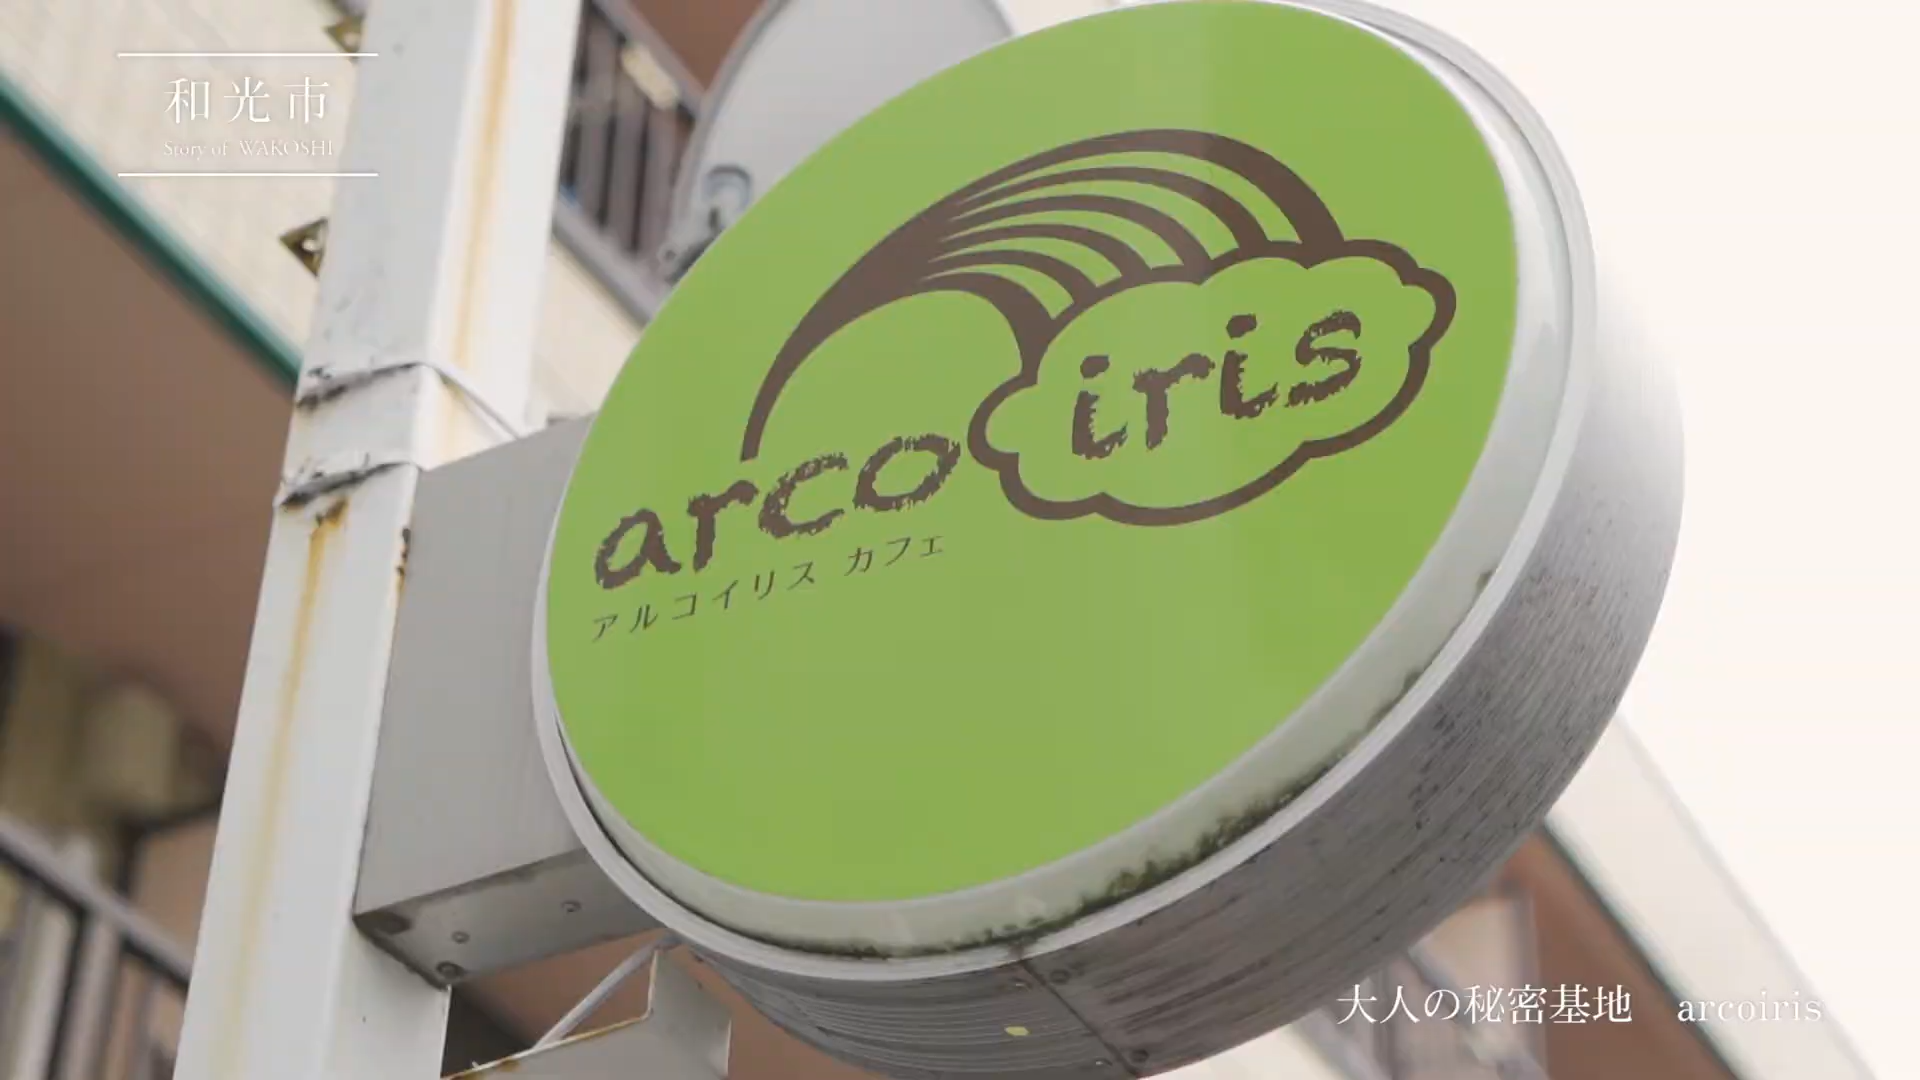 和光市
Story of WAKOSHI
iris
arco
アルコイリス カフェ
大人の秘密基地 arcoiris